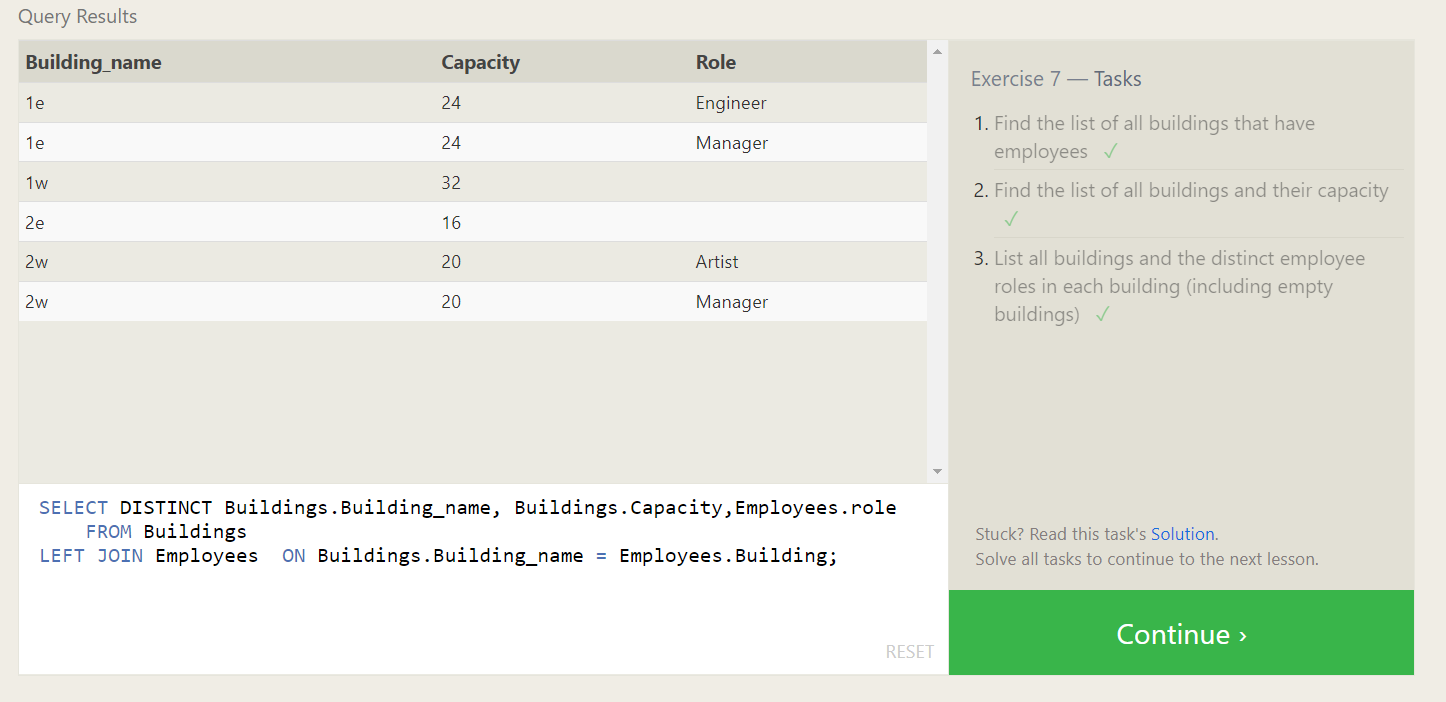 Query Results
Building_name Capacity Role
1e 24 Engineer
1e 24 Manager
1w 32
2e 16
2w 20 Artist
2w 20 Manager
SELECT DISTINCT Buildings.Building_name, Buildings.Capacity,Employees.role
FROM Buildings
LEFT JOIN Employees  ON Buildings.Building_name = Employees.Building;
RESET
Exercise 7 — Tasks
1. Find the list of all buildings that have
employees ✓
2. Find the list of all buildings and their capacity
✓
3. List all buildings and the distinct employee
roles in each building (including empty
buildings) ✓
Stuck? Read this task's Solution.
Solve all tasks to continue to the next lesson.
Continue ›